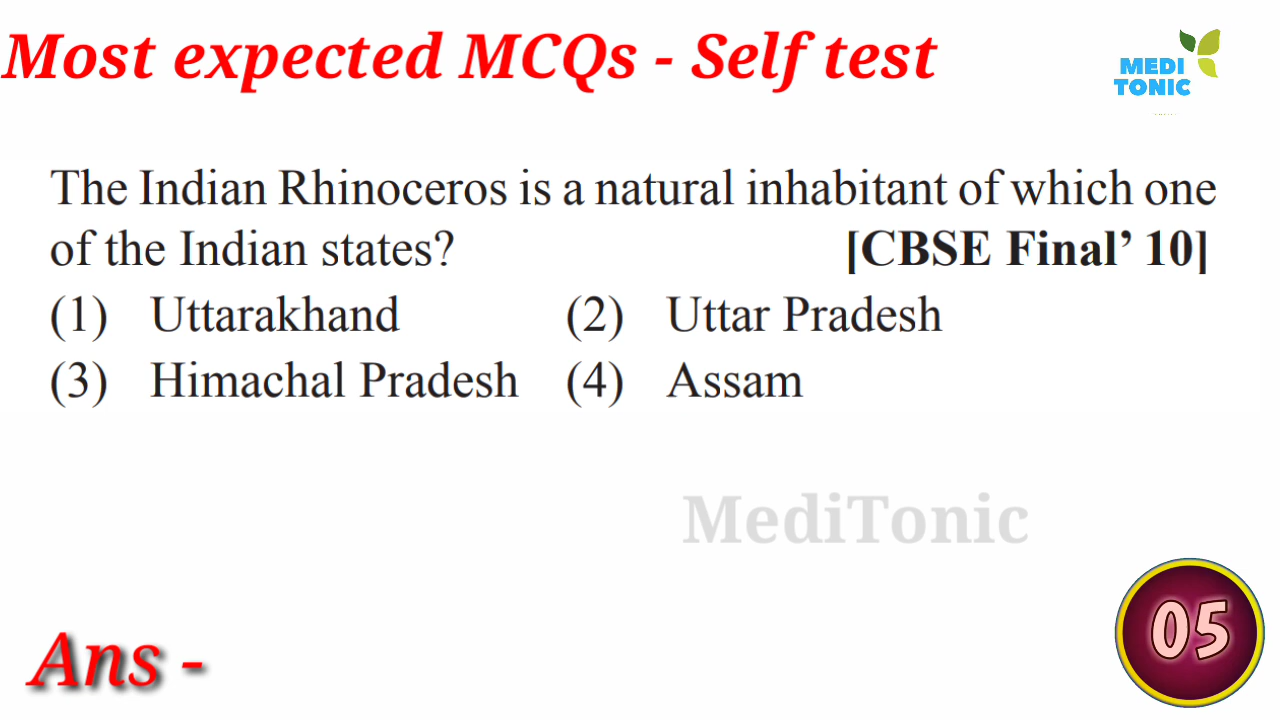 Most expected MCQs - Self test
MEDI
TONIC
The Indian Rhinoceros is a natural inhabitant of which one
of the Indian states? [CBSE Final’ 10]
(1) Uttarakhand (2) Uttar Pradesh
(3) Himachal Pradesh (4) Assam
MediTonic
05
Ans -